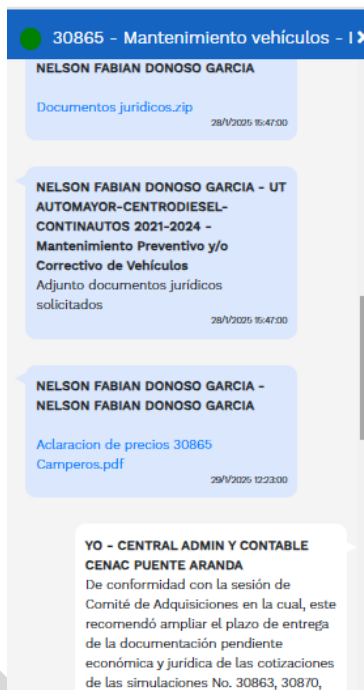 30865 - Mantenimiento vehículos - I
NELSON FABIAN DONOSO GARCIA
Documentos juridicos.zip
28/1/2025 15:47:00
NELSON FABIAN DONOSO GARCIA - UT
AUTOMAYOR-CENTRODIESEL-
CONTINAUTOS 2021-2024 -
Mantenimiento Preventivo y/o
Correctivo de Vehículos
Adjunto documentos jurídicos
solicitados
28/1/2025 15:47:00
NELSON FABIAN DONOSO GARCIA -
NELSON FABIAN DONOSO GARCIA
Aclaracion de precios 30865
Camperos.pdf
29/1/2025 12:23:00
YO - CENTRAL ADMIN Y CONTABLE
CENAC PUENTE ARANDA
De conformidad con la sesión de
Comité de Adquisiciones en la cual, este
recomendó ampliar el plazo de entrega
de la documentación pendiente
económica y jurídica de las cotizaciones
de las simulaciones No. 30863, 30870,